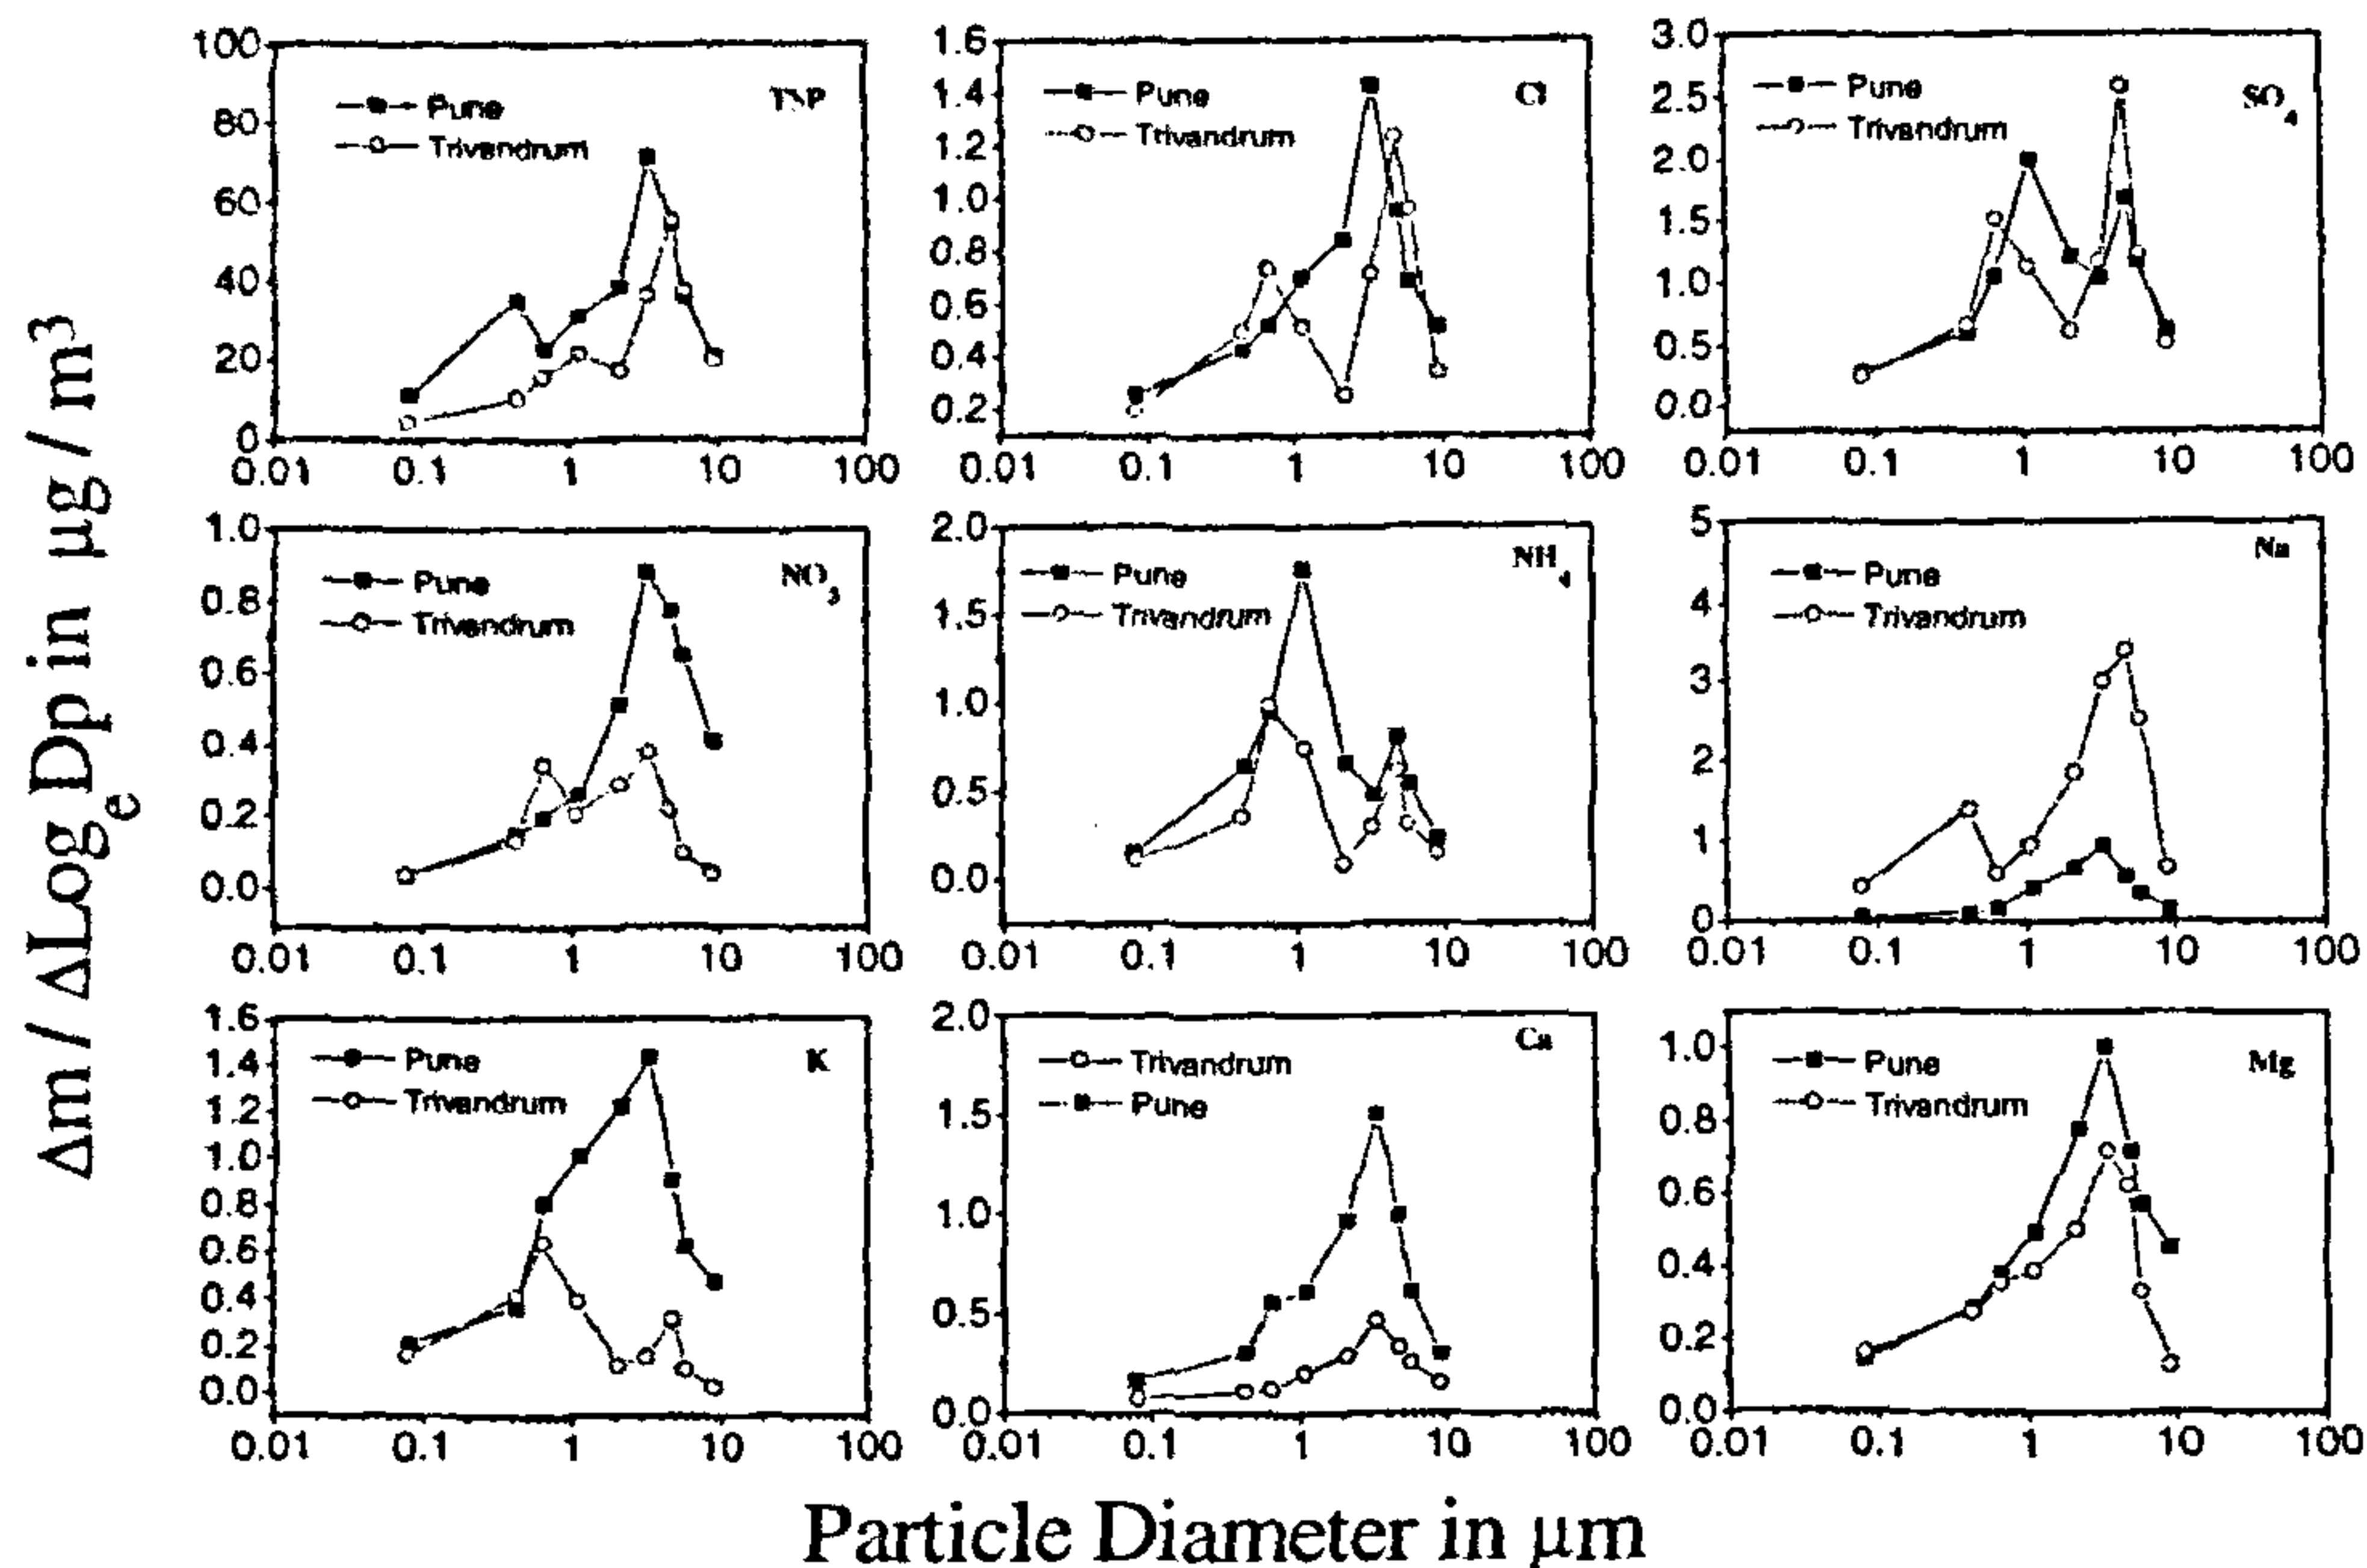 Δm / ΔLogₑ Dp in µg / m³
100
80
60
40
20
0
0.01 0.1 1 10 100
Pune
Trivandrum
TSP
1.6
1.4
1.2
1.0
0.8
0.6
0.4
0.2
0.01 0.1 1 10 100
Pune
Trivandrum
Cl
3.0
2.5
2.0
1.5
1.0
0.5
0.0
0.01 0.1 1 10 100
Pune
Trivandrum
SO₄
1.0
0.8
0.6
0.4
0.2
0.0
0.01 0.1 1 10 100
Pune
Trivandrum
NO₃
2.0
1.5
1.0
0.5
0.0
0.01 0.1 1 10 100
Pune
Trivandrum
NH₄
5
4
3
2
1
0
0.01 0.1 1 10 100
Pune
Trivandrum
Na
1.6
1.4
1.2
1.0
0.8
0.6
0.4
0.2
0.0
0.01 0.1 1 10 100
Pune
Trivandrum
K
2.0
1.5
1.0
0.5
0.0
0.01 0.1 1 10 100
Trivandrum
Pune
Ca
1.0
0.8
0.6
0.4
0.2
0.0
0.01 0.1 1 10 100
Pune
Trivandrum
Mg
Particle Diameter in µm